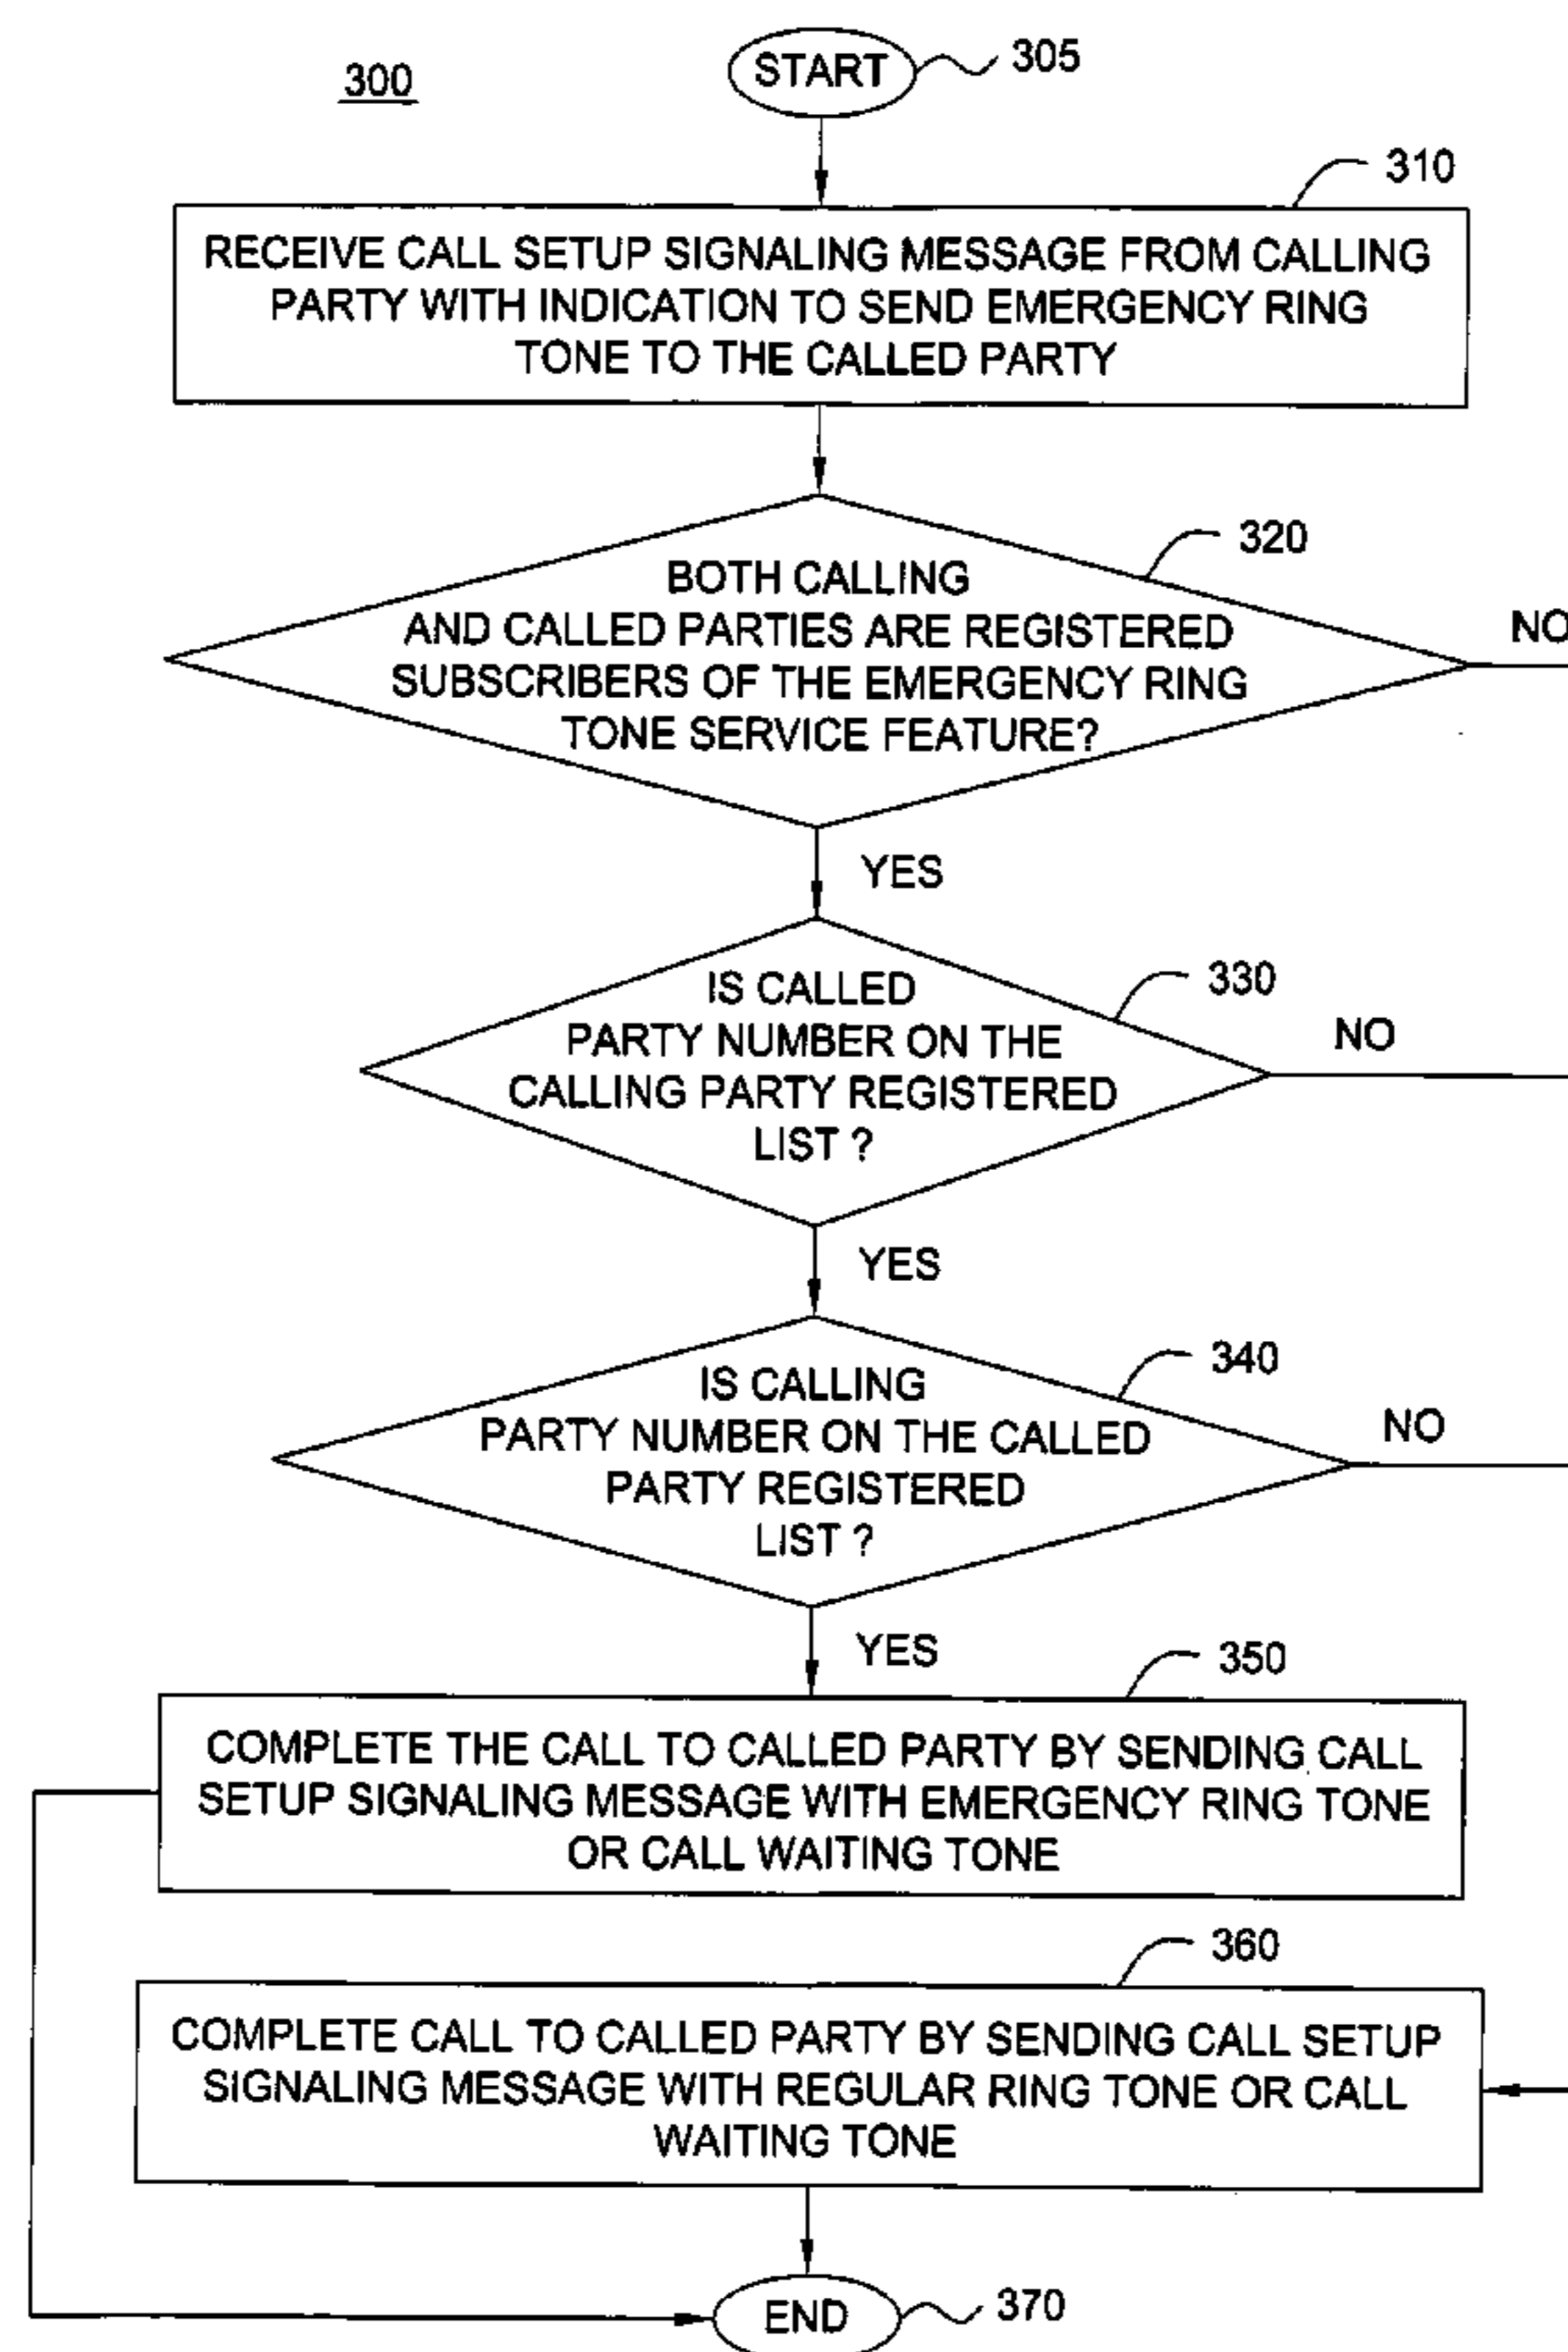 300
START
305
310
RECEIVE CALL SETUP SIGNALING MESSAGE FROM CALLING
PARTY WITH INDICATION TO SEND EMERGENCY RING
TONE TO THE CALLED PARTY
320
BOTH CALLING
AND CALLED PARTIES ARE REGISTERED
SUBSCRIBERS OF THE EMERGENCY RING
TONE SERVICE FEATURE?
NO
YES
330
IS CALLED
PARTY NUMBER ON THE
CALLING PARTY REGISTERED
LIST ?
NO
YES
340
IS CALLING
PARTY NUMBER ON THE CALLED
PARTY REGISTERED
LIST ?
NO
YES
350
COMPLETE THE CALL TO CALLED PARTY BY SENDING CALL
SETUP SIGNALING MESSAGE WITH EMERGENCY RING TONE
OR CALL WAITING TONE
360
COMPLETE CALL TO CALLED PARTY BY SENDING CALL SETUP
SIGNALING MESSAGE WITH REGULAR RING TONE OR CALL
WAITING TONE
END
370